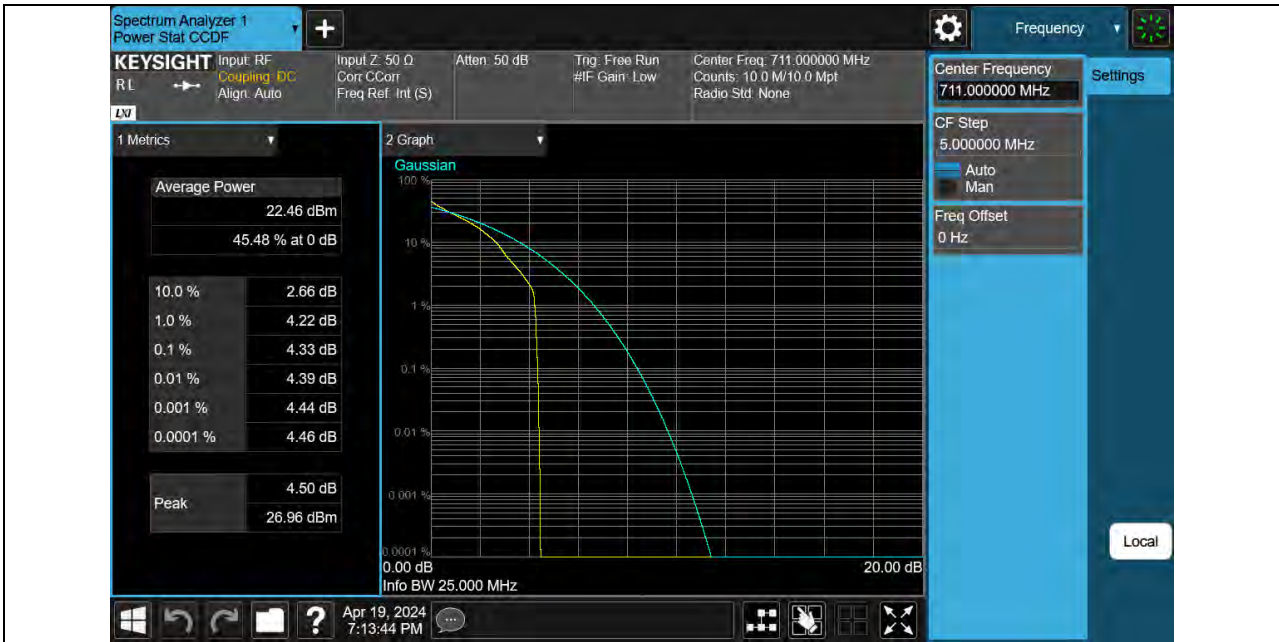 Spectrum Analyzer 1
Power Stat CCDF
Frequency
KEYSIGHT
RL
LXI
Input: RF
Coupling: DC
Align: Auto
Input Z: 50 Ω
Corr CCorr
Freq Ref: Int (S)
Atten: 50 dB
Trig: Free Run
#IF Gain: Low
Center Freq: 711.000000 MHz
Counts: 10.0 M/10.0 Mpt
Radio Std: None
Center Frequency
711.000000 MHz
Settings
CF Step
5.000000 MHz
Auto
Man
Freq Offset
0 Hz
1 Metrics
Average Power
22.46 dBm
45.48 % at 0 dB
10.0 % 2.66 dB
1.0 % 4.22 dB
0.1 % 4.33 dB
0.01 % 4.39 dB
0.001 % 4.44 dB
0.0001 % 4.46 dB
Peak
4.50 dB
26.96 dBm
2 Graph
Gaussian
100 %
10 %
1 %
0.1 %
0.01 %
0.001 %
0.0001 %
0.00 dB 20.00 dB
Info BW 25.000 MHz
Local
?
Apr 19, 2024
7:13:44 PM